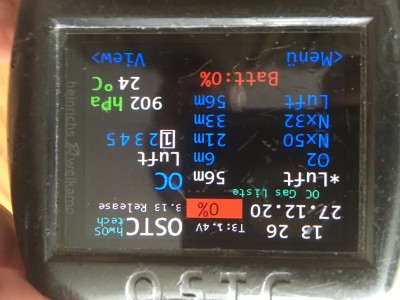 13 26 T3:1.4V OSTC hwOS tech
27.12.20 0% 3.13 Release
OC Gas Liste
*Luft 56m OC
O2 6m Luft
Nx50 21m 1 2 3 4 5
Nx32 33m
Luft 56m 902 hPa
Batt:0% 24°C
<Menü View>
heinrichs weikamp